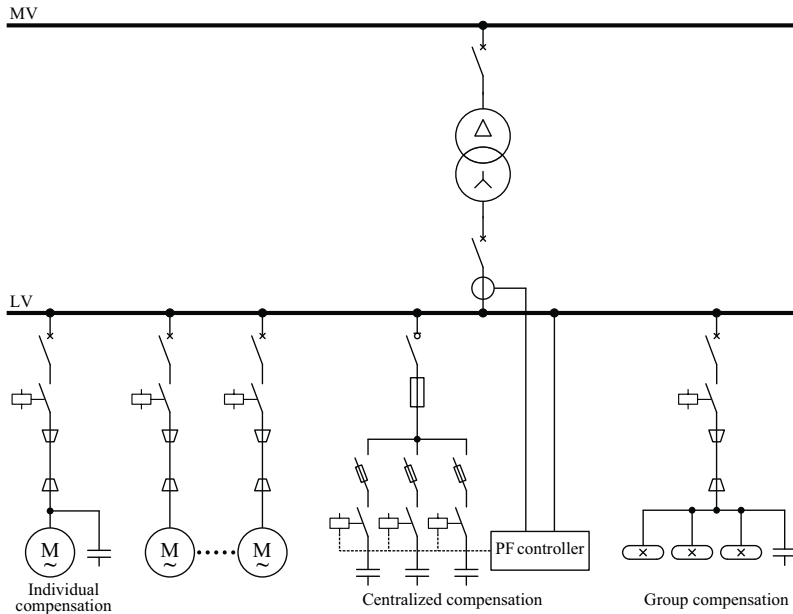 MV
LV
M
~
M
~
M
~
PF controller
Individual
compensation
Centralized compensation
Group compensation